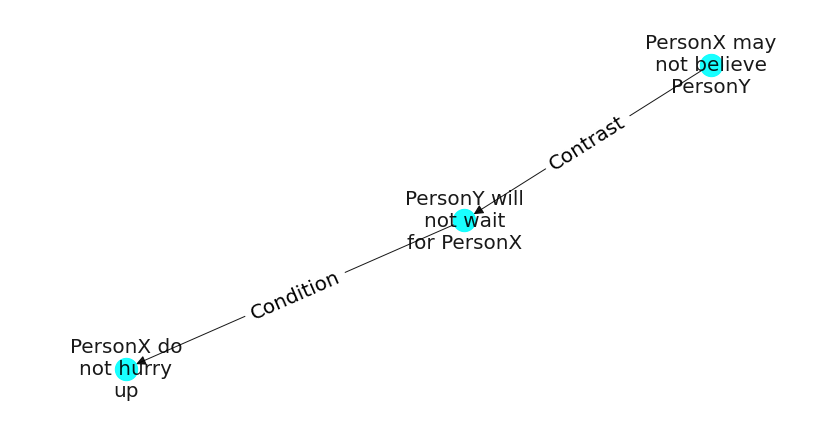 PersonX may
not believe
PersonY
Contrast
PersonY will
not wait
for PersonX
Condition
PersonX do
not hurry
up